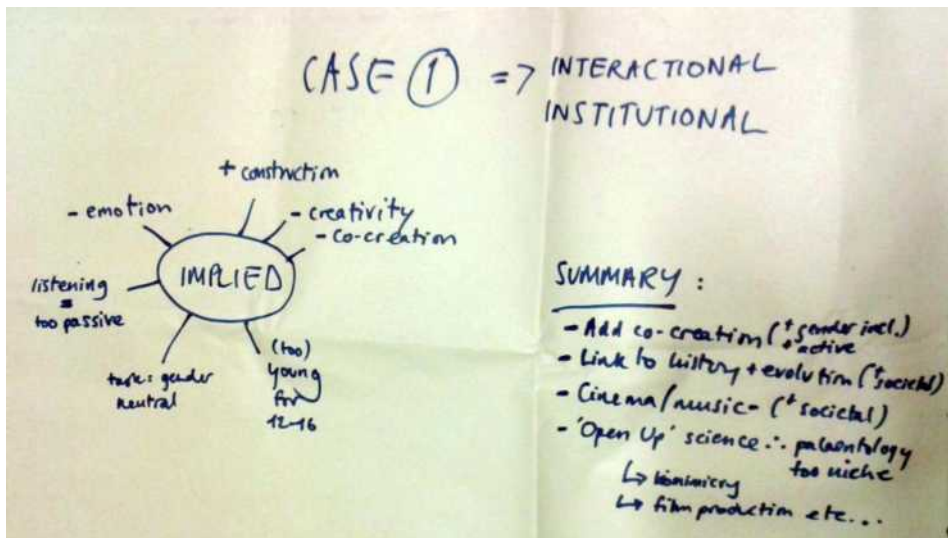 CASE 1 => INTERACTIONAL
INSTITUTIONAL
+ construction
- emotion
- creativity
- co-creation
IMPLIED
listening
=
too passive
task: gender
neutral
(too)
young
for
12-16
SUMMARY :
- Add co-creation (+ gender incl.)
+ active
- Link to history + evolution (+ societal)
- Cinema/music - (+ societal)
- 'Open Up' science ∴ palaentology
too niche
↳ biomimicry
↳ film production etc...